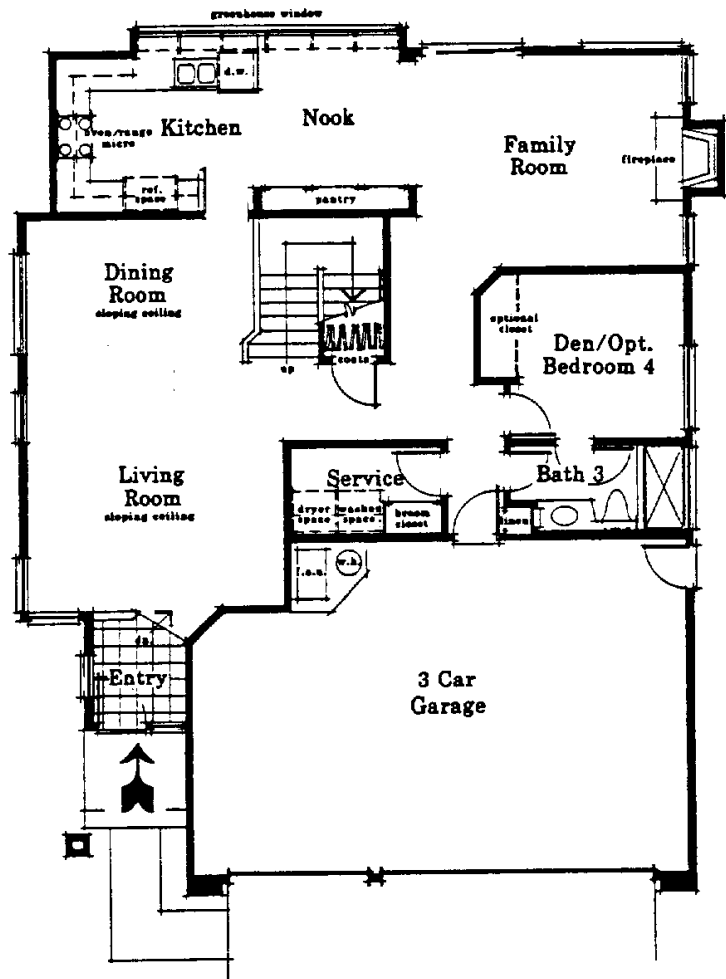 greenhouse window
d.w.
Kitchen
Nook
oven/range
micro
Family
Room
fireplace
ref.
space
pantry
Dining
Room
sloping ceiling
optional
closet
Den/Opt.
Bedroom 4
coats
up
Living
Room
sloping ceiling
Service
Bath 3
dryer
space
washer
space
broom
closet
linen
f.a.u.
w.h.
dn.
Entry
3 Car
Garage